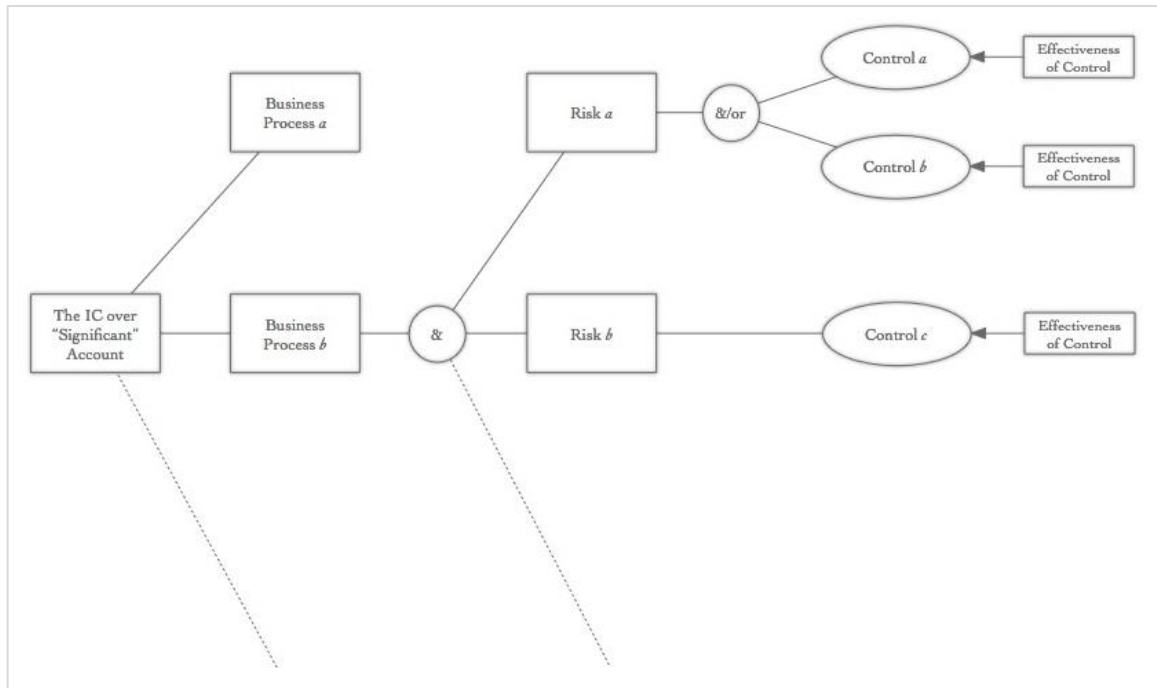 Control a
Effectiveness
of Control
Business
Process a
Risk a
&/or
Control b
Effectiveness
of Control
The IC over
"Significant"
Account
Business
Process b
&
Risk b
Control c
Effectiveness
of Control